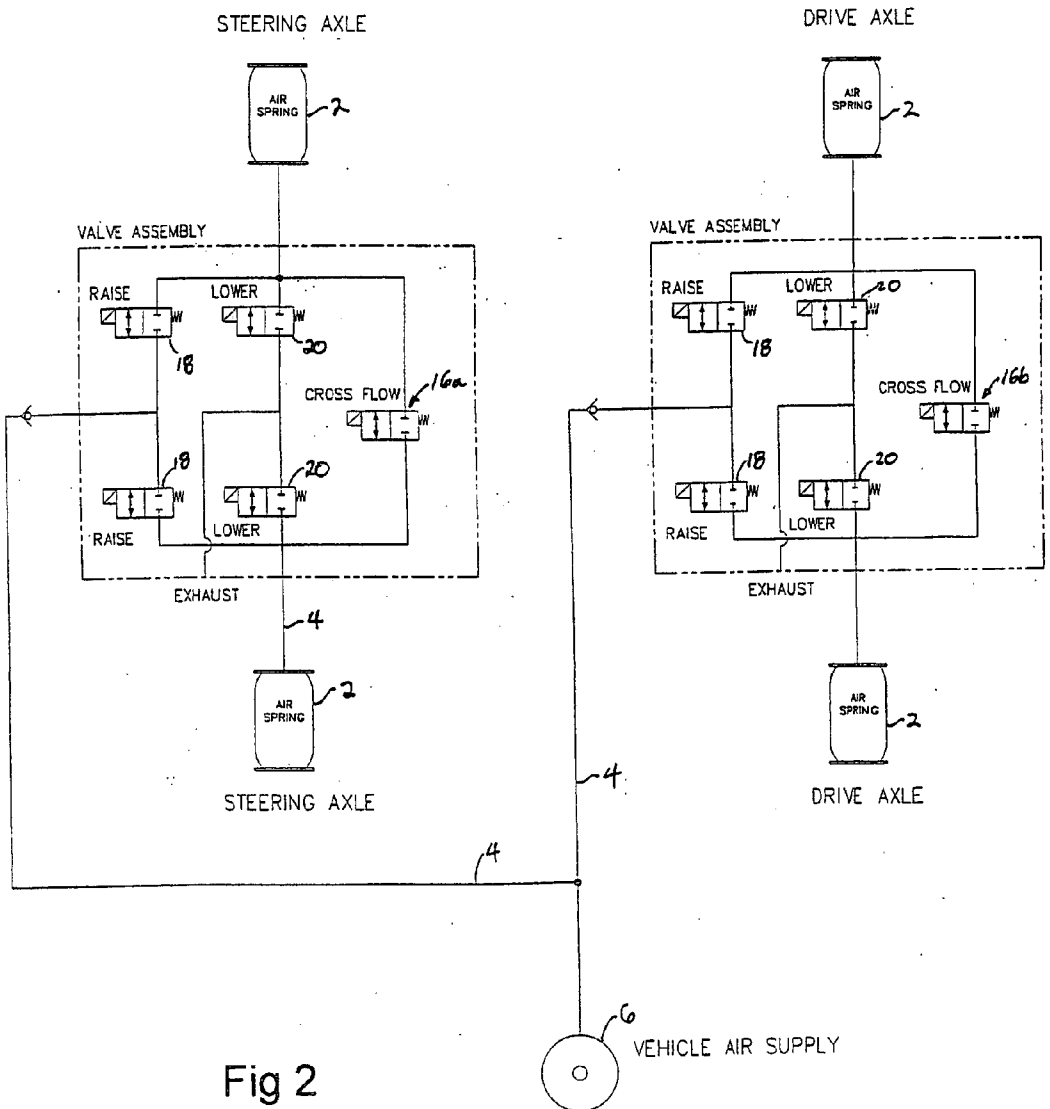 STEERING AXLE
DRIVE AXLE
AIR
SPRING
2
AIR
SPRING
2
VALVE ASSEMBLY
VALVE ASSEMBLY
RAISE
LOWER
18
20
CROSS FLOW
16a
18
20
RAISE
LOWER
EXHAUST
4
AIR
SPRING
2
STEERING AXLE
RAISE
LOWER
20
18
CROSS FLOW
16b
18
20
RAISE
LOWER
EXHAUST
AIR
SPRING
2
DRIVE AXLE
4
4
6
VEHICLE AIR SUPPLY
Fig 2